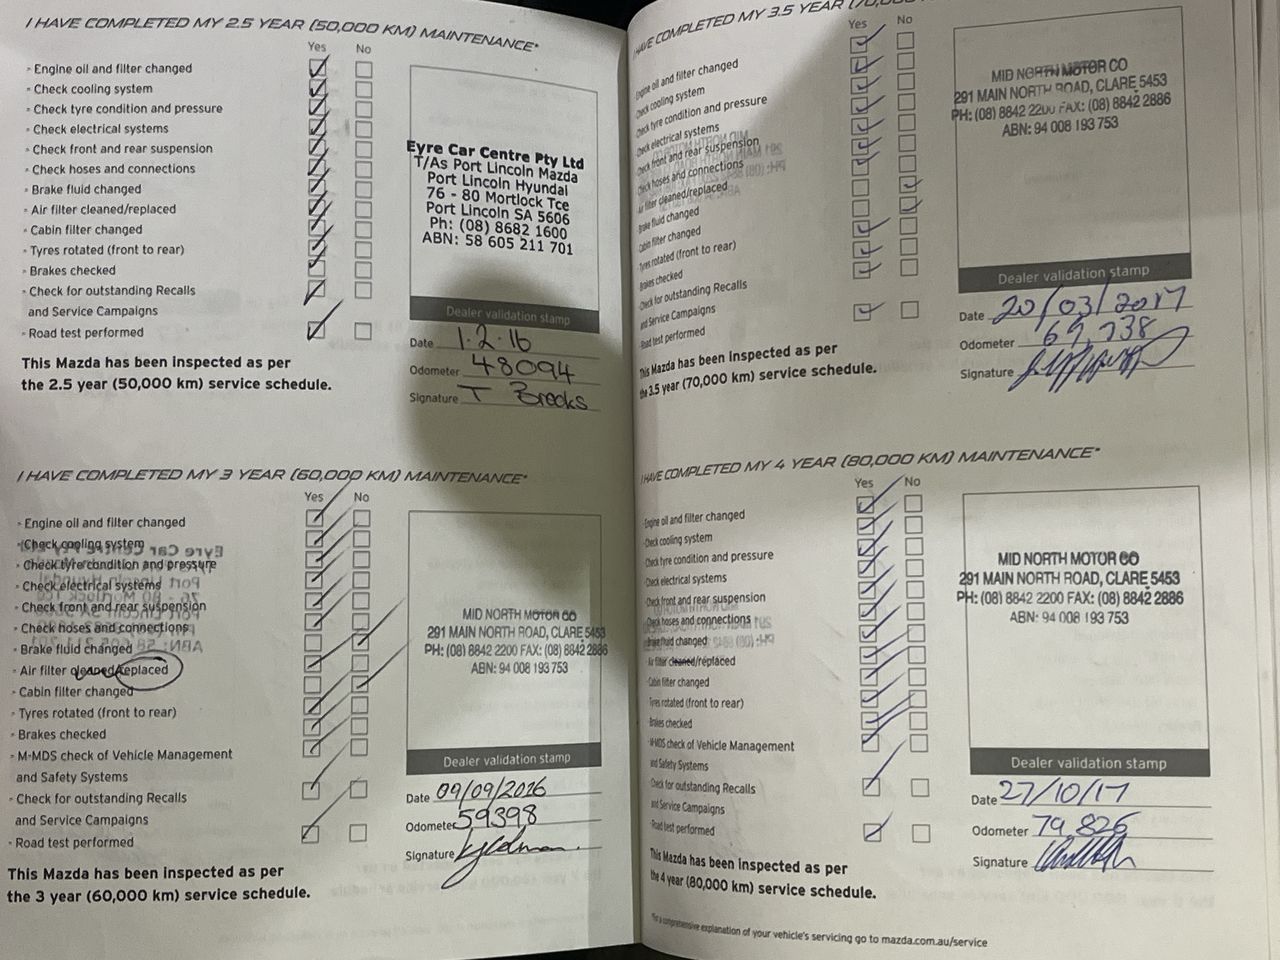 I HAVE COMPLETED MY 2.5 YEAR (50,000 KM) MAINTENANCE*
Yes No
- Engine oil and filter changed
- Check cooling system
- Check tyre condition and pressure
- Check electrical systems
- Check front and rear suspension
- Check hoses and connections
- Brake fluid changed
- Air filter cleaned/replaced
- Cabin filter changed
- Tyres rotated (front to rear)
- Brakes checked
- Check for outstanding Recalls
and Service Campaigns
- Road test performed
This Mazda has been inspected as per
the 2.5 year (50,000 km) service schedule.
Eyre Car Centre Pty Ltd
T/As Port Lincoln Mazda
Port Lincoln Hyundai
76 - 80 Mortlock Tce
Port Lincoln SA 5606
Ph: (08) 8682 1600
ABN: 58 605 211 701
Dealer validation stamp
Date 1.2.16
Odometer 48094
Signature T Brooks
I HAVE COMPLETED MY 3 YEAR (60,000 KM) MAINTENANCE*
Yes No
- Engine oil and filter changed
- Check cooling system
- Check tyre condition and pressure
- Check electrical systems
- Check front and rear suspension
- Check hoses and connections
- Brake fluid changed
- Air filter cleaned/replaced
- Cabin filter changed
- Tyres rotated (front to rear)
- Brakes checked
- M-MDS check of Vehicle Management
and Safety Systems
- Check for outstanding Recalls
and Service Campaigns
- Road test performed
This Mazda has been inspected as per
the 3 year (60,000 km) service schedule.
MID NORTH MOTOR CO
291 MAIN NORTH ROAD, CLARE 5453
PH: (08) 8842 2200 FAX: (08) 8842 2886
ABN: 94 008 193 753
Dealer validation stamp
Date 09/09/2016
Odometer 59398
Signature
I HAVE COMPLETED MY 3.5 YEAR (70,000
Yes No
Engine oil and filter changed
Check cooling system
Check tyre condition and pressure
Check electrical systems
Check front and rear suspension
Check hoses and connections
Air filter cleaned/replaced
Brake fluid changed
Cabin filter changed
Tyres rotated (front to rear)
Brakes checked
Check for outstanding Recalls
and Service Campaigns
Road test performed
This Mazda has been inspected as per
the 3.5 year (70,000 km) service schedule.
MID NORTH MOTOR CO
291 MAIN NORTH ROAD, CLARE 5453
PH: (08) 8842 2200 FAX: (08) 8842 2886
ABN: 94 008 193 753
Dealer validation stamp
Date 20/03/2017
Odometer 69,738
Signature
I HAVE COMPLETED MY 4 YEAR (80,000 KM) MAINTENANCE*
Yes No
Engine oil and filter changed
Check cooling system
Check tyre condition and pressure
Check electrical systems
Check front and rear suspension
Check hoses and connections
Brake fluid changed
Air filter cleaned/replaced
Cabin filter changed
Tyres rotated (front to rear)
Brakes checked
M-MDS check of Vehicle Management
and Safety Systems
Check for outstanding Recalls
and Service Campaigns
Road test performed
This Mazda has been inspected as per
the 4 year (80,000 km) service schedule.
MID NORTH MOTOR CO
291 MAIN NORTH ROAD, CLARE 5453
PH: (08) 8842 2200 FAX: (08) 8842 2886
ABN: 94 008 193 753
Dealer validation stamp
Date 27/10/17
Odometer 79,826
Signature
*For a comprehensive explanation of your vehicle's servicing go to mazda.com.au/service